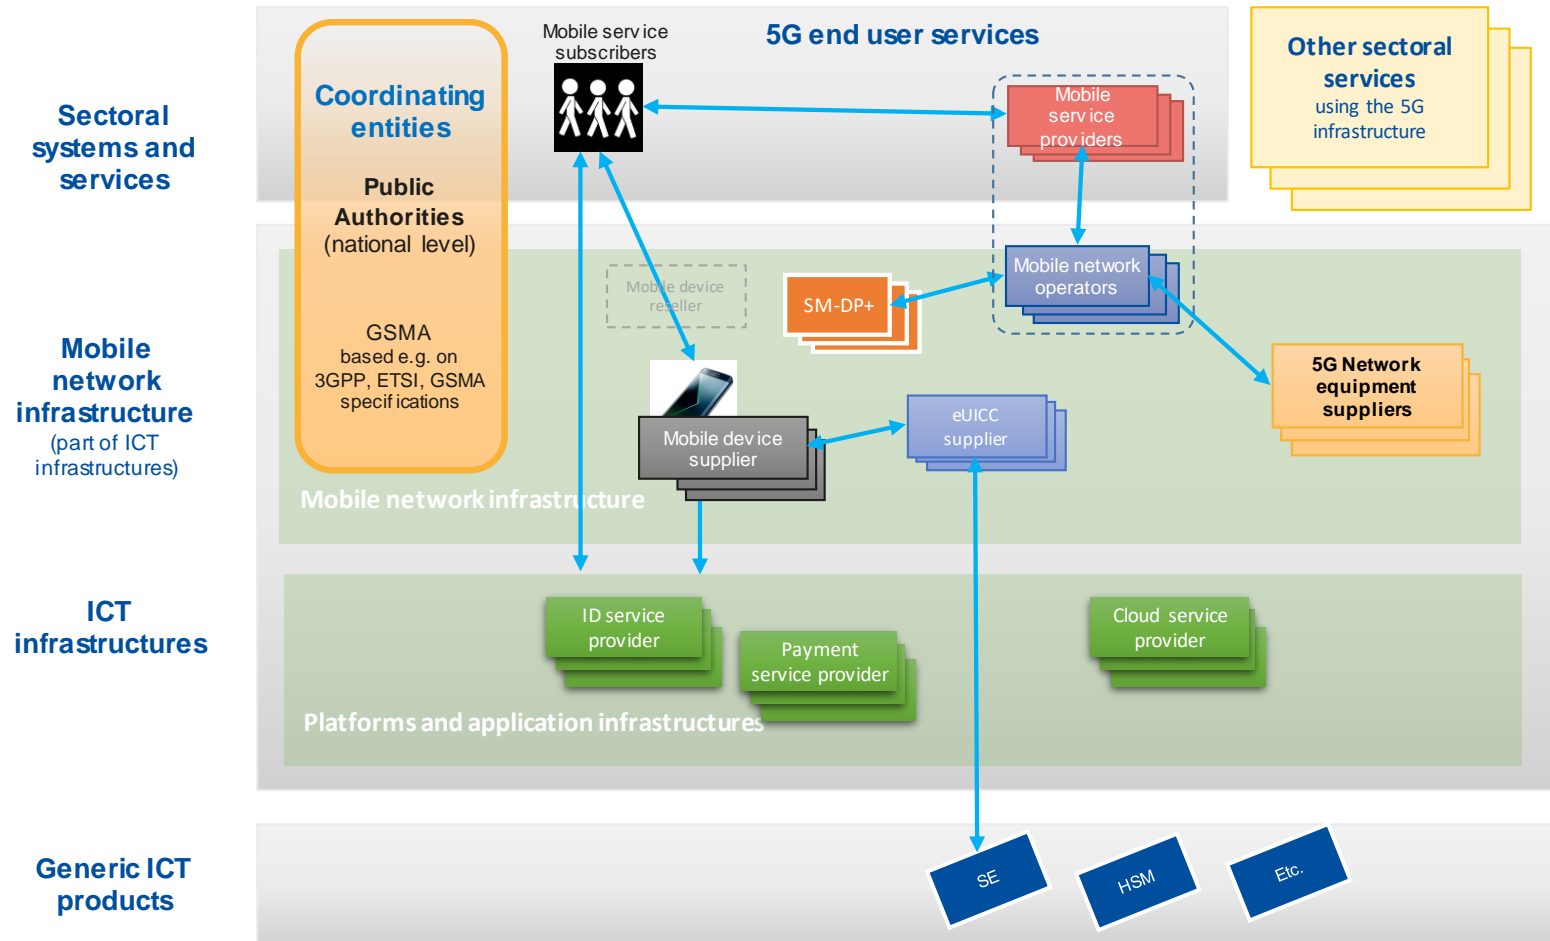 Sectoral
systems and
services
Coordinating
entities
Public
Authorities
(national level)
GSMA
based e.g. on
3GPP, ETSI, GSMA
specifications
Mobile service
subscribers
5G end user services
Mobile
service
providers
Other sectoral
services
using the 5G
infrastructure
Mobile
network
infrastructure
(part of ICT
infrastructures)
Mobile device
reseller
SM-DP+
Mobile network
operators
5G Network
equipment
suppliers
Mobile device
supplier
eUICC
supplier
Mobile network infrastructure
ICT
infrastructures
ID service
provider
Payment
service provider
Cloud service
provider
Platforms and application infrastructures
Generic ICT
products
SE
HSM
Etc.